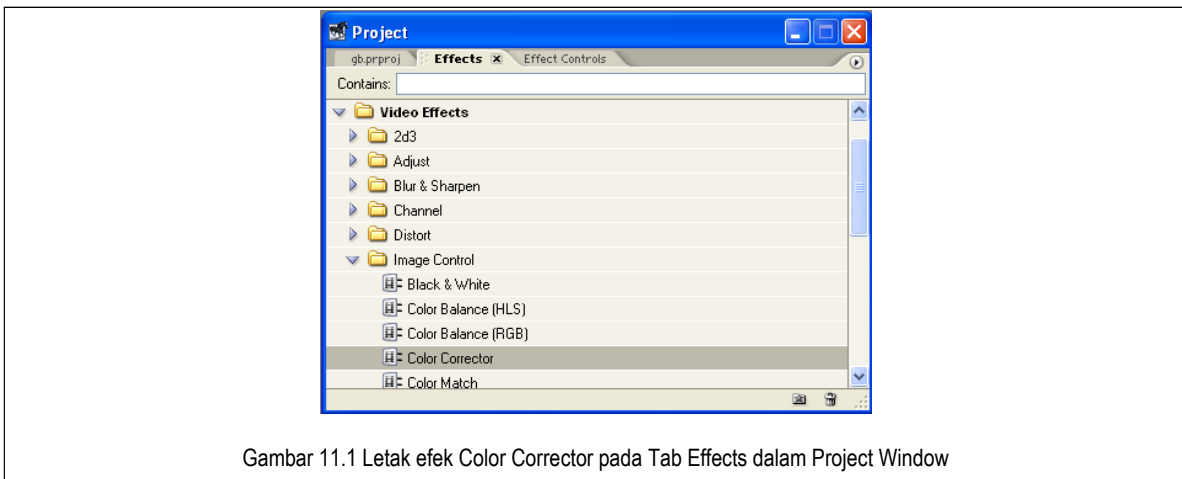 Project
gb.prproj Effects Effect Controls
Contains:
Video Effects
2d3
Adjust
Blur & Sharpen
Channel
Distort
Image Control
Black & White
Color Balance (HLS)
Color Balance (RGB)
Color Corrector
Color Match
Gambar 11.1 Letak efek Color Corrector pada Tab Effects dalam Project Window